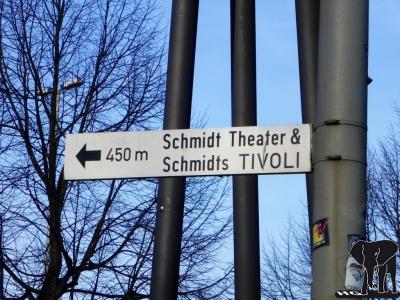 450 m
Schmidt Theater &
Schmidts TIVOLI